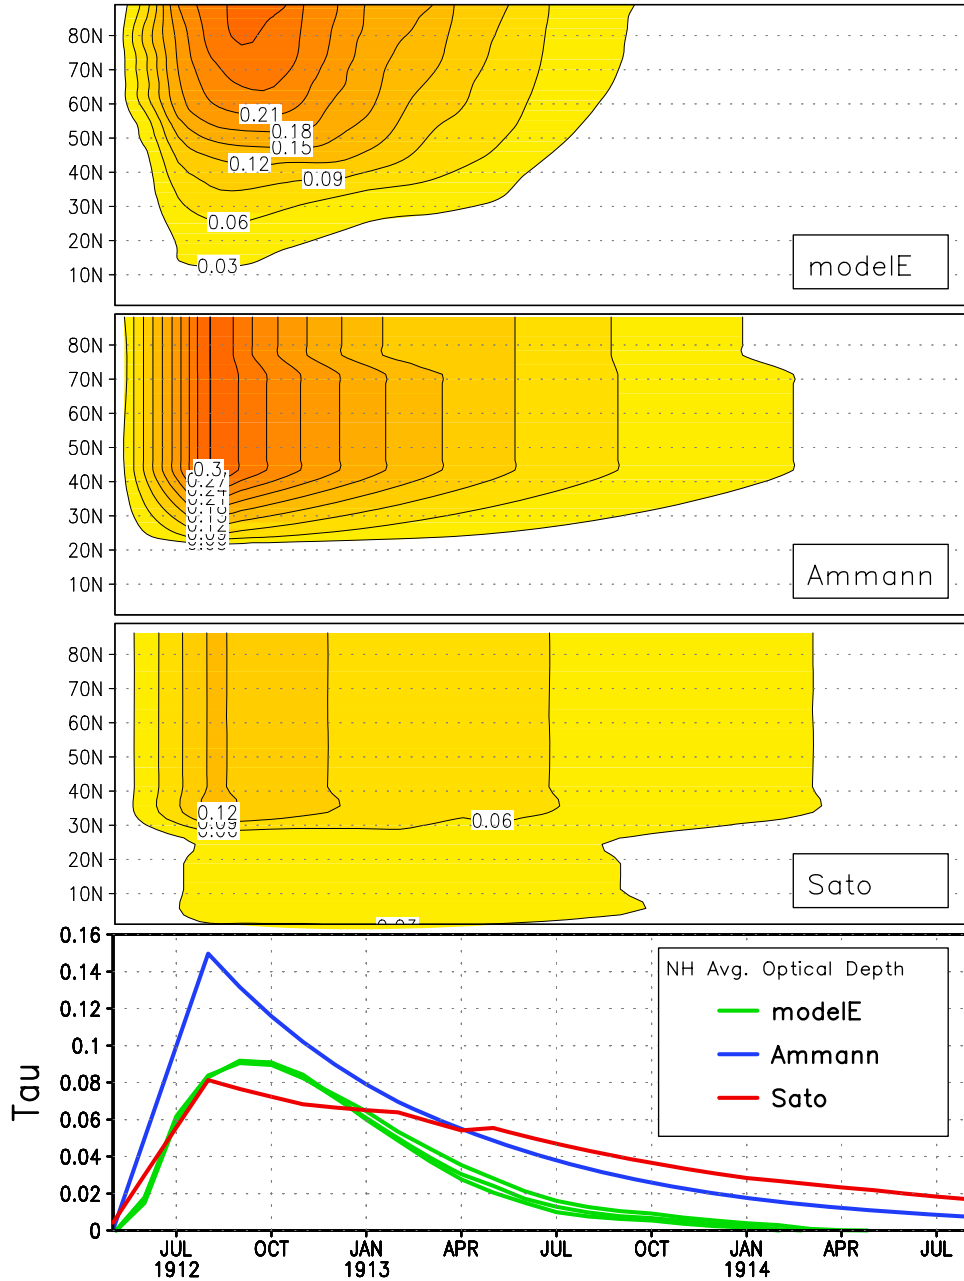 80N
70N
60N
50N
40N
30N
20N
10N
0.21
0.18
0.15
0.12
0.09
0.06
0.03
modelE
80N
70N
60N
50N
40N
30N
20N
10N
0.3
Ammann
80N
70N
60N
50N
40N
30N
20N
10N
0.12
0.06
Sato
0.16
0.14
0.12
0.1
0.08
0.06
0.04
0.02
0
Tau
NH Avg. Optical Depth
modelE
Ammann
Sato
JUL OCT JAN APR JUL OCT JAN APR JUL
1912 1913 1914